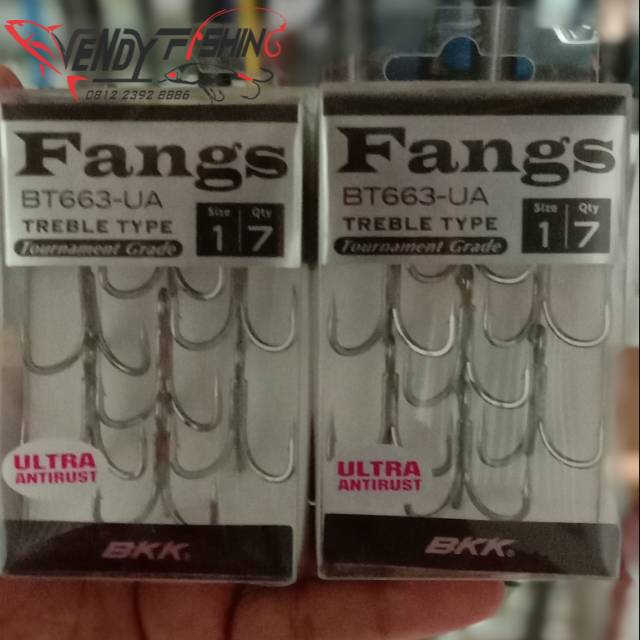 VENDY FISHING
0812 2392 8886
Fangs
BT663-UA
TREBLE TYPE
Tournament Grade
Size Qty
1 7
ULTRA
ANTIRUST
BKK®
Fangs
BT663-UA
TREBLE TYPE
Tournament Grade
Size Qty
1 7
ULTRA
ANTIRUST
BKK®